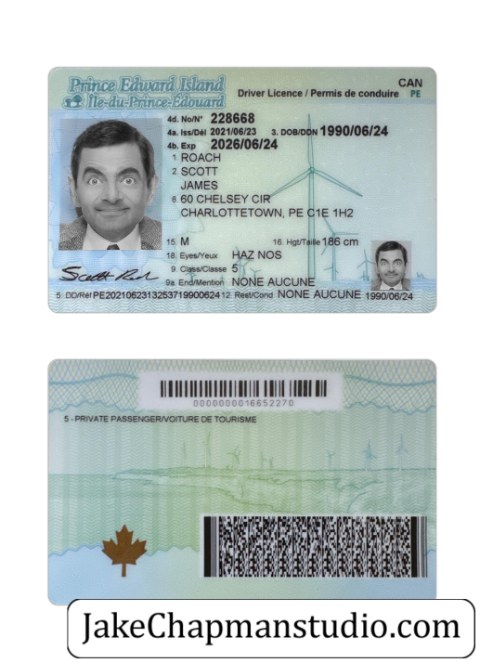 Prince Edward Island
Île-du-Prince-Édouard
Driver Licence / Permis de conduire
CAN
PE
4d. No/N° 228668
4a. Iss/Dél 2021/06/23 3. DOB/DDN 1990/06/24
4b. Exp 2026/06/24
1. ROACH
2. SCOTT
JAMES
8. 60 CHELSEY CIR
CHARLOTTETOWN, PE C1E 1H2
15. M 16. Hgt/Taille 186 cm
18. Eyes/Yeux HAZ NOS
9. Class/Classe 5
9a. End/Mention NONE AUCUNE
5. DD/Réf PE2021062313253719900624 12. Rest/Cond NONE AUCUNE 1990/06/24
0000000016652270
5 - PRIVATE PASSENGER/VOITURE DE TOURISME
JakeChapmanstudio.com